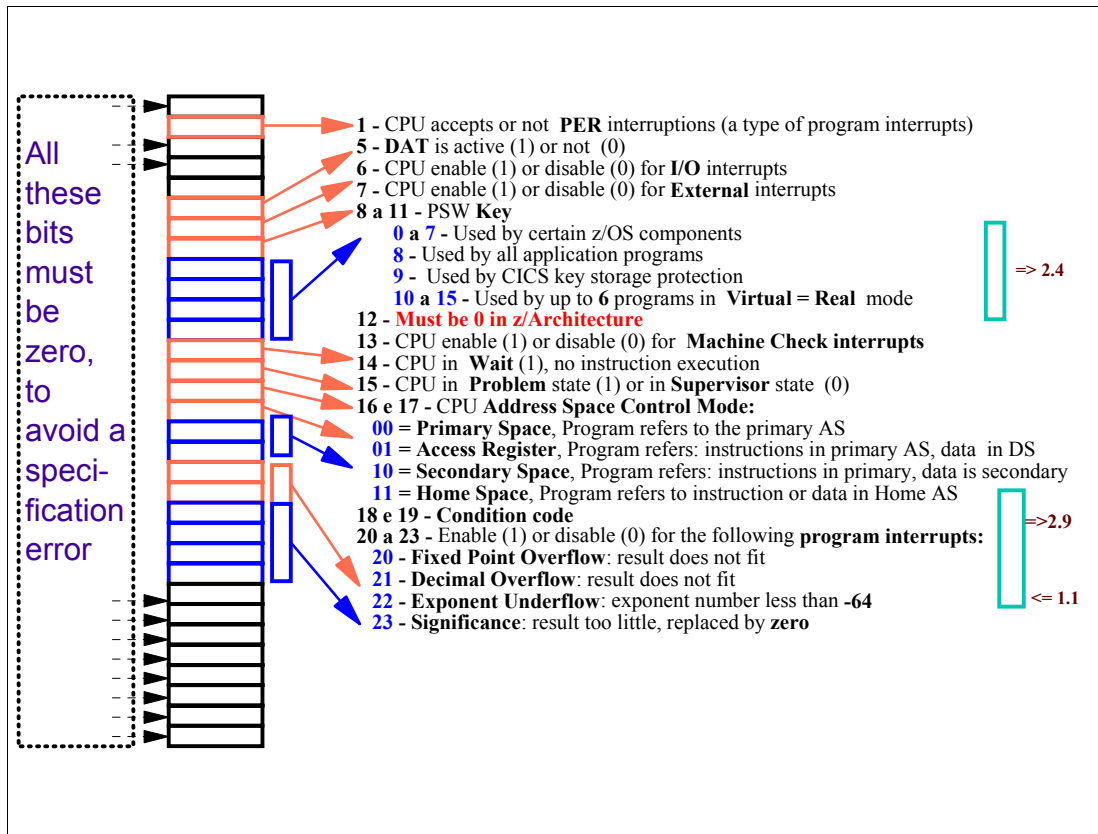 All
these
bits
must
be
zero,
to
avoid a
speci-
fication
error
1 - CPU accepts or not PER interruptions (a type of program interrupts)
5 - DAT is active (1) or not (0)
6 - CPU enable (1) or disable (0) for I/O interrupts
7 - CPU enable (1) or disable (0) for External interrupts
8 a 11 - PSW Key
0 a 7 - Used by certain z/OS components
8 - Used by all application programs
9 - Used by CICS key storage protection
10 a 15 - Used by up to 6 programs in Virtual = Real mode
=> 2.4
12 - Must be 0 in z/Architecture
13 - CPU enable (1) or disable (0) for Machine Check interrupts
14 - CPU in Wait (1), no instruction execution
15 - CPU in Problem state (1) or in Supervisor state (0)
16 e 17 - CPU Address Space Control Mode:
00 = Primary Space, Program refers to the primary AS
01 = Access Register, Program refers: instructions in primary AS, data in DS
10 = Secondary Space, Program refers: instructions in primary, data is secondary
11 = Home Space, Program refers to instruction or data in Home AS
18 e 19 - Condition code
20 a 23 - Enable (1) or disable (0) for the following program interrupts:
20 - Fixed Point Overflow: result does not fit
21 - Decimal Overflow: result does not fit
22 - Exponent Underflow: exponent number less than -64
23 - Significance: result too little, replaced by zero
=>2.9
<= 1.1